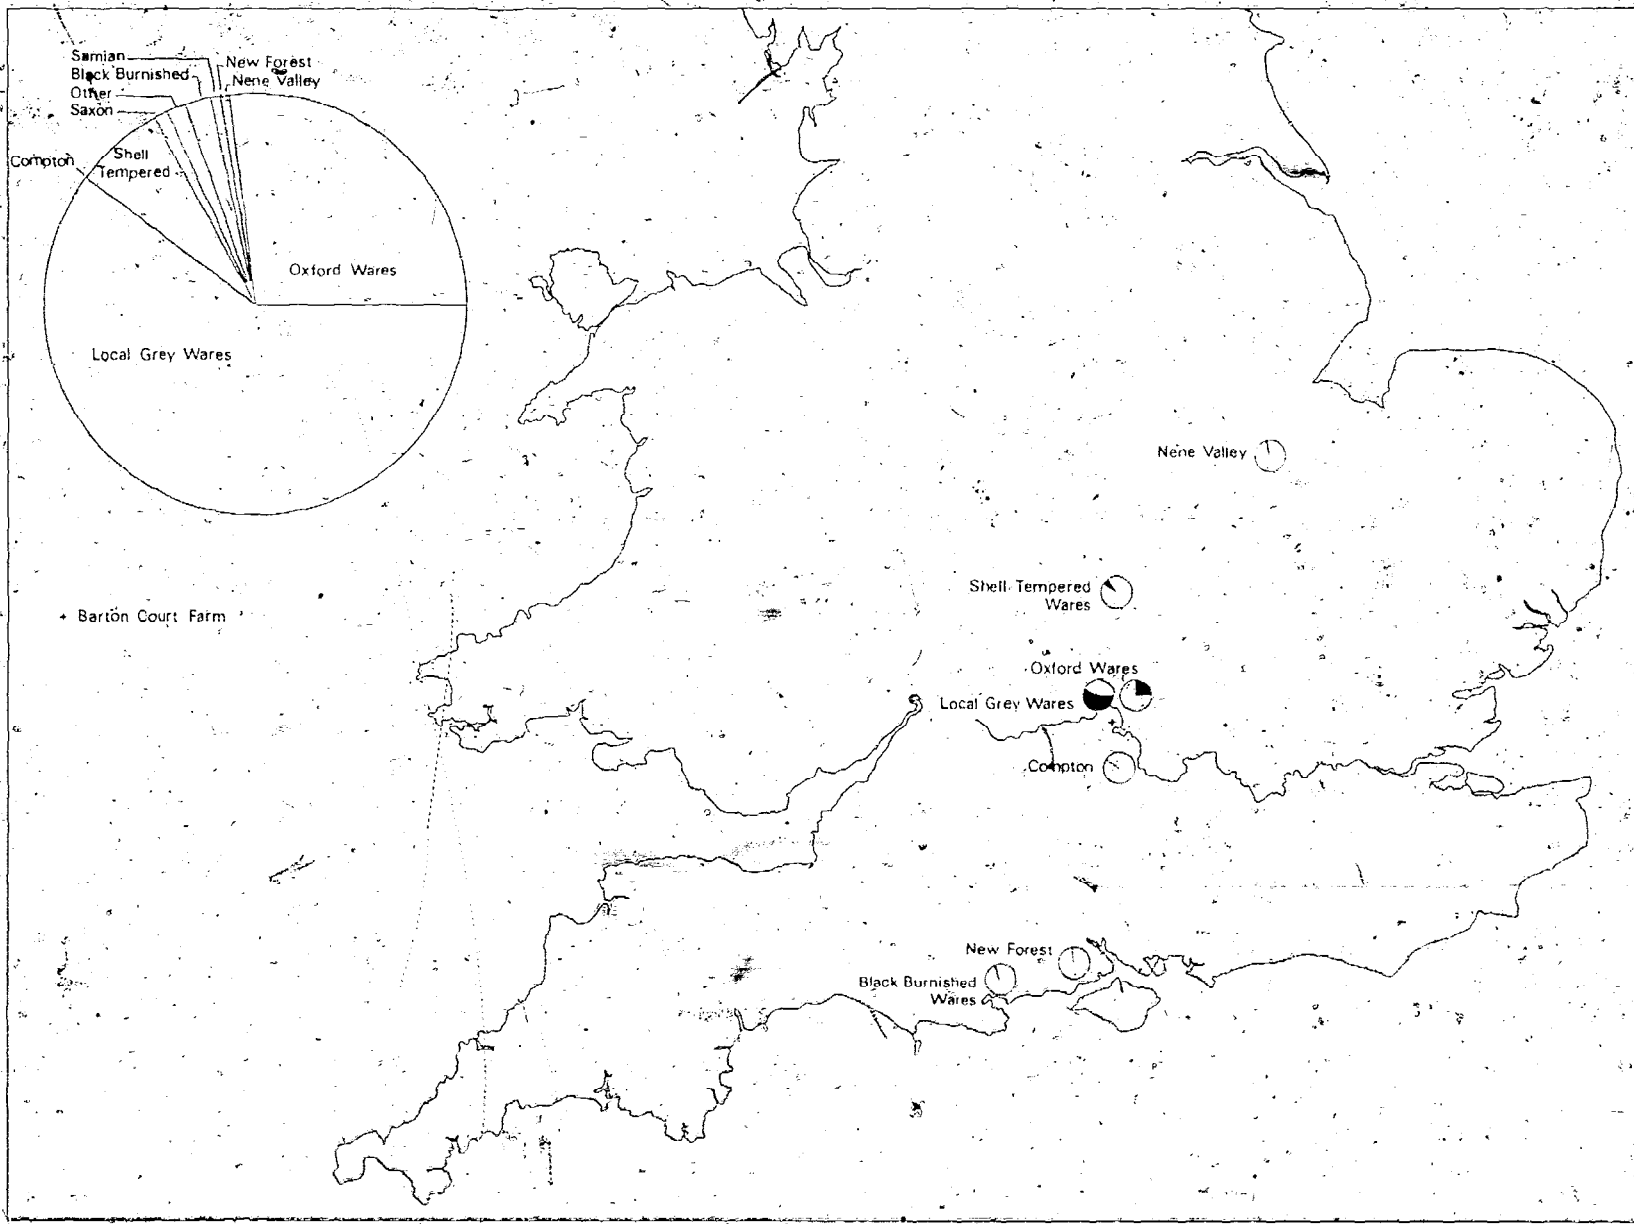 Samian
Black Burnished
Other
Saxon
New Forest
Nene Valley
Compton
Shell
Tempered
Oxford Wares
Local Grey Wares
Nene Valley
Shell Tempered
Wares
+ Barton Court Farm
Oxford Wares
Local Grey Wares
Compton
New Forest
Black Burnished
Wares